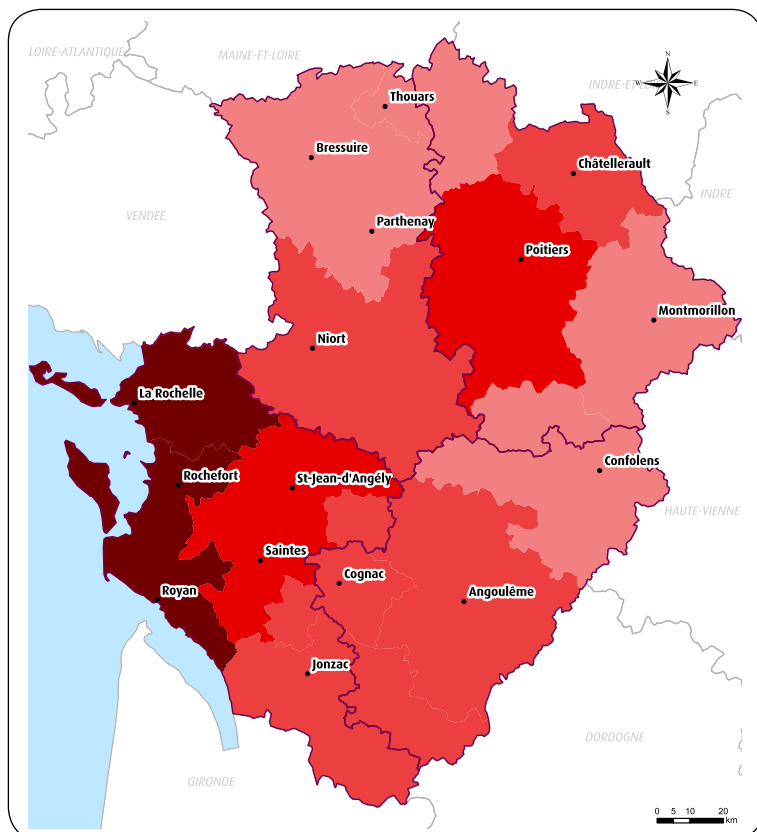 LOIRE-ATLANTIQUE
MAINE-ET-LOIRE
N
W E
S
INDRE-ET-LO
Thouars
Bressuire
Châtellerault
INDRE
VENDEE
Parthenay
Poitiers
Montmorillon
Niort
La Rochelle
Rochefort
St-Jean-d'Angély
Confolens
HAUTE-VIENNE
Saintes
Cognac
Royan
Angoulême
Jonzac
DORDOGNE
GIRONDE
0 5 10 20
km